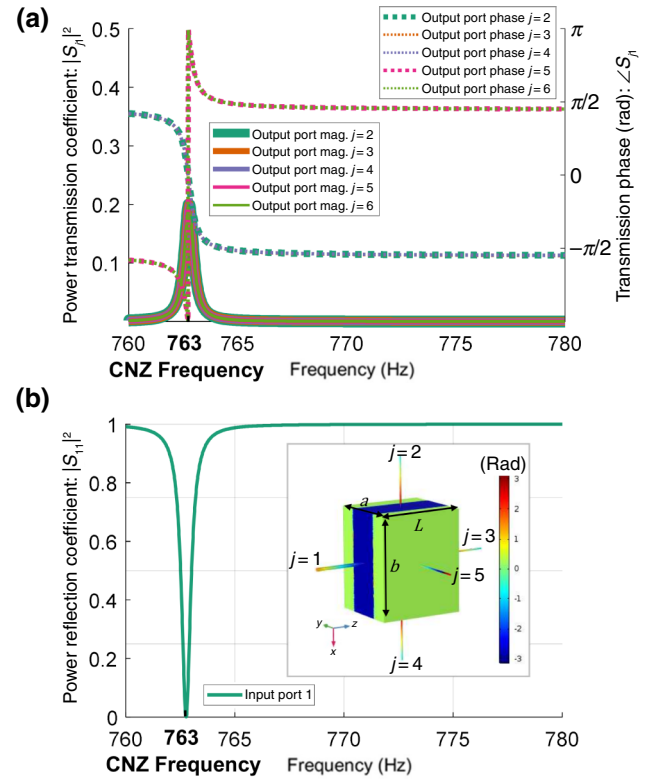 (a)
Power transmission coefficient: |S_j1|²
0.5
0.4
0.3
0.2
0.1
Output port phase j = 2
Output port phase j = 3
Output port phase j = 4
Output port phase j = 5
Output port phase j = 6
Output port mag. j = 2
Output port mag. j = 3
Output port mag. j = 4
Output port mag. j = 5
Output port mag. j = 6
π
π/2
0
−π/2
Transmission phase (rad): ∠S_j1
760 763 765 770 775 780
CNZ Frequency Frequency (Hz)
(b)
Power reflection coefficient: |S₁₁|²
1
0.8
0.6
0.4
0.2
0
j = 2
(Rad)
a
L
j = 3
j = 1
b
j = 5
y z
x
j = 4
3
2
1
0
-1
-2
-3
Input port 1
760 763 765 770 775 780
CNZ Frequency Frequency (Hz)